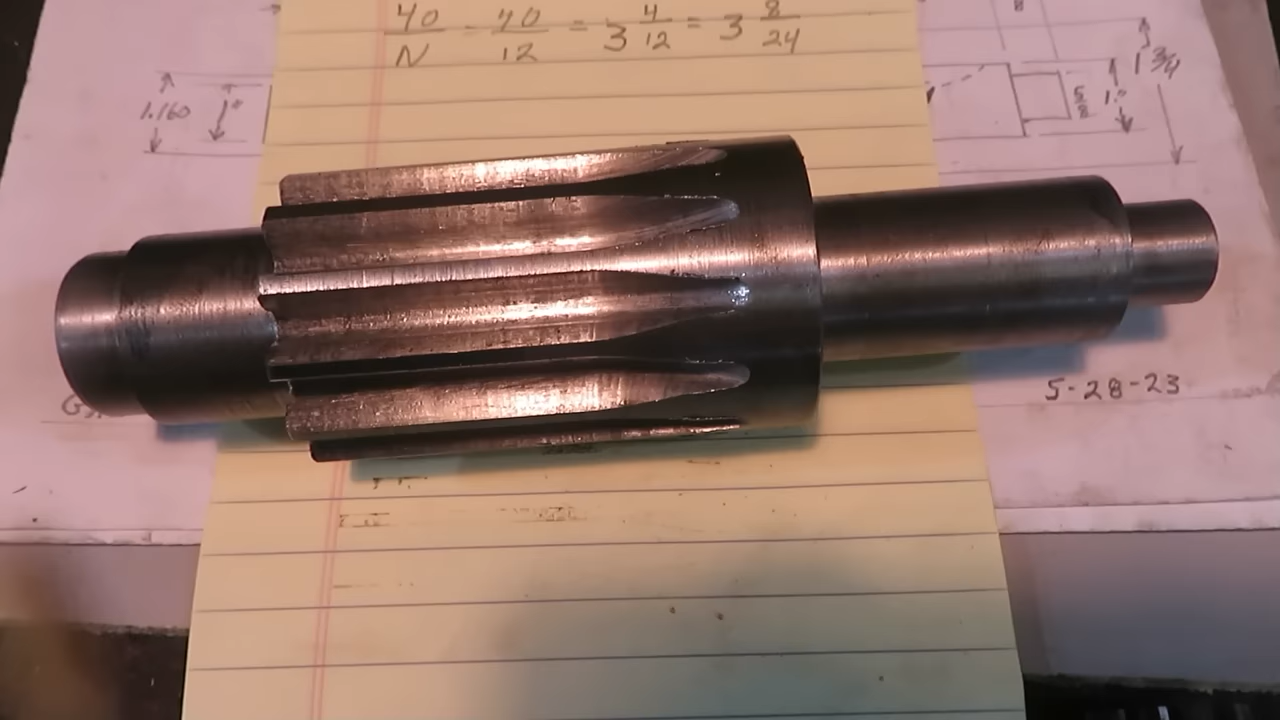 40/N = 40/12 = 3 4/12 = 3 8/24
1.160 1" 5/8 1." 1 3/4
8
5-28-23